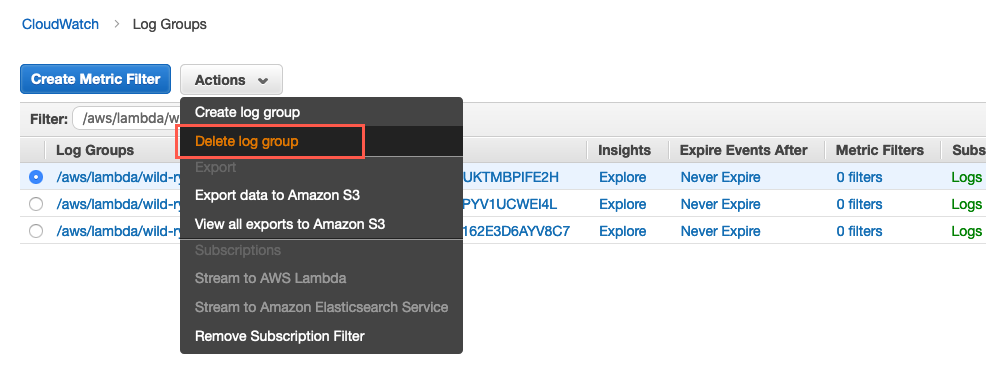 CloudWatch > Log Groups
Create Metric Filter Actions
Create log group
Filter: /aws/lambda/w
Delete log group
Log Groups Insights Expire Events After Metric Filters Subs
Export
/aws/lambda/wild-ry UKTMBPIFE2H Explore Never Expire 0 filters Logs
Export data to Amazon S3
/aws/lambda/wild-ry PYV1UCWEI4L Explore Never Expire 0 filters Logs
View all exports to Amazon S3
/aws/lambda/wild-ry 162E3D6AYV8C7 Explore Never Expire 0 filters Logs
Subscriptions
Stream to AWS Lambda
Stream to Amazon Elasticsearch Service
Remove Subscription Filter